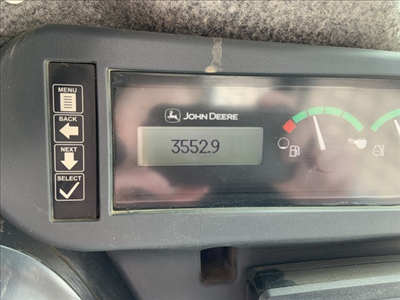 MENU
BACK
NEXT
SELECT
JOHN DEERE
3552.9